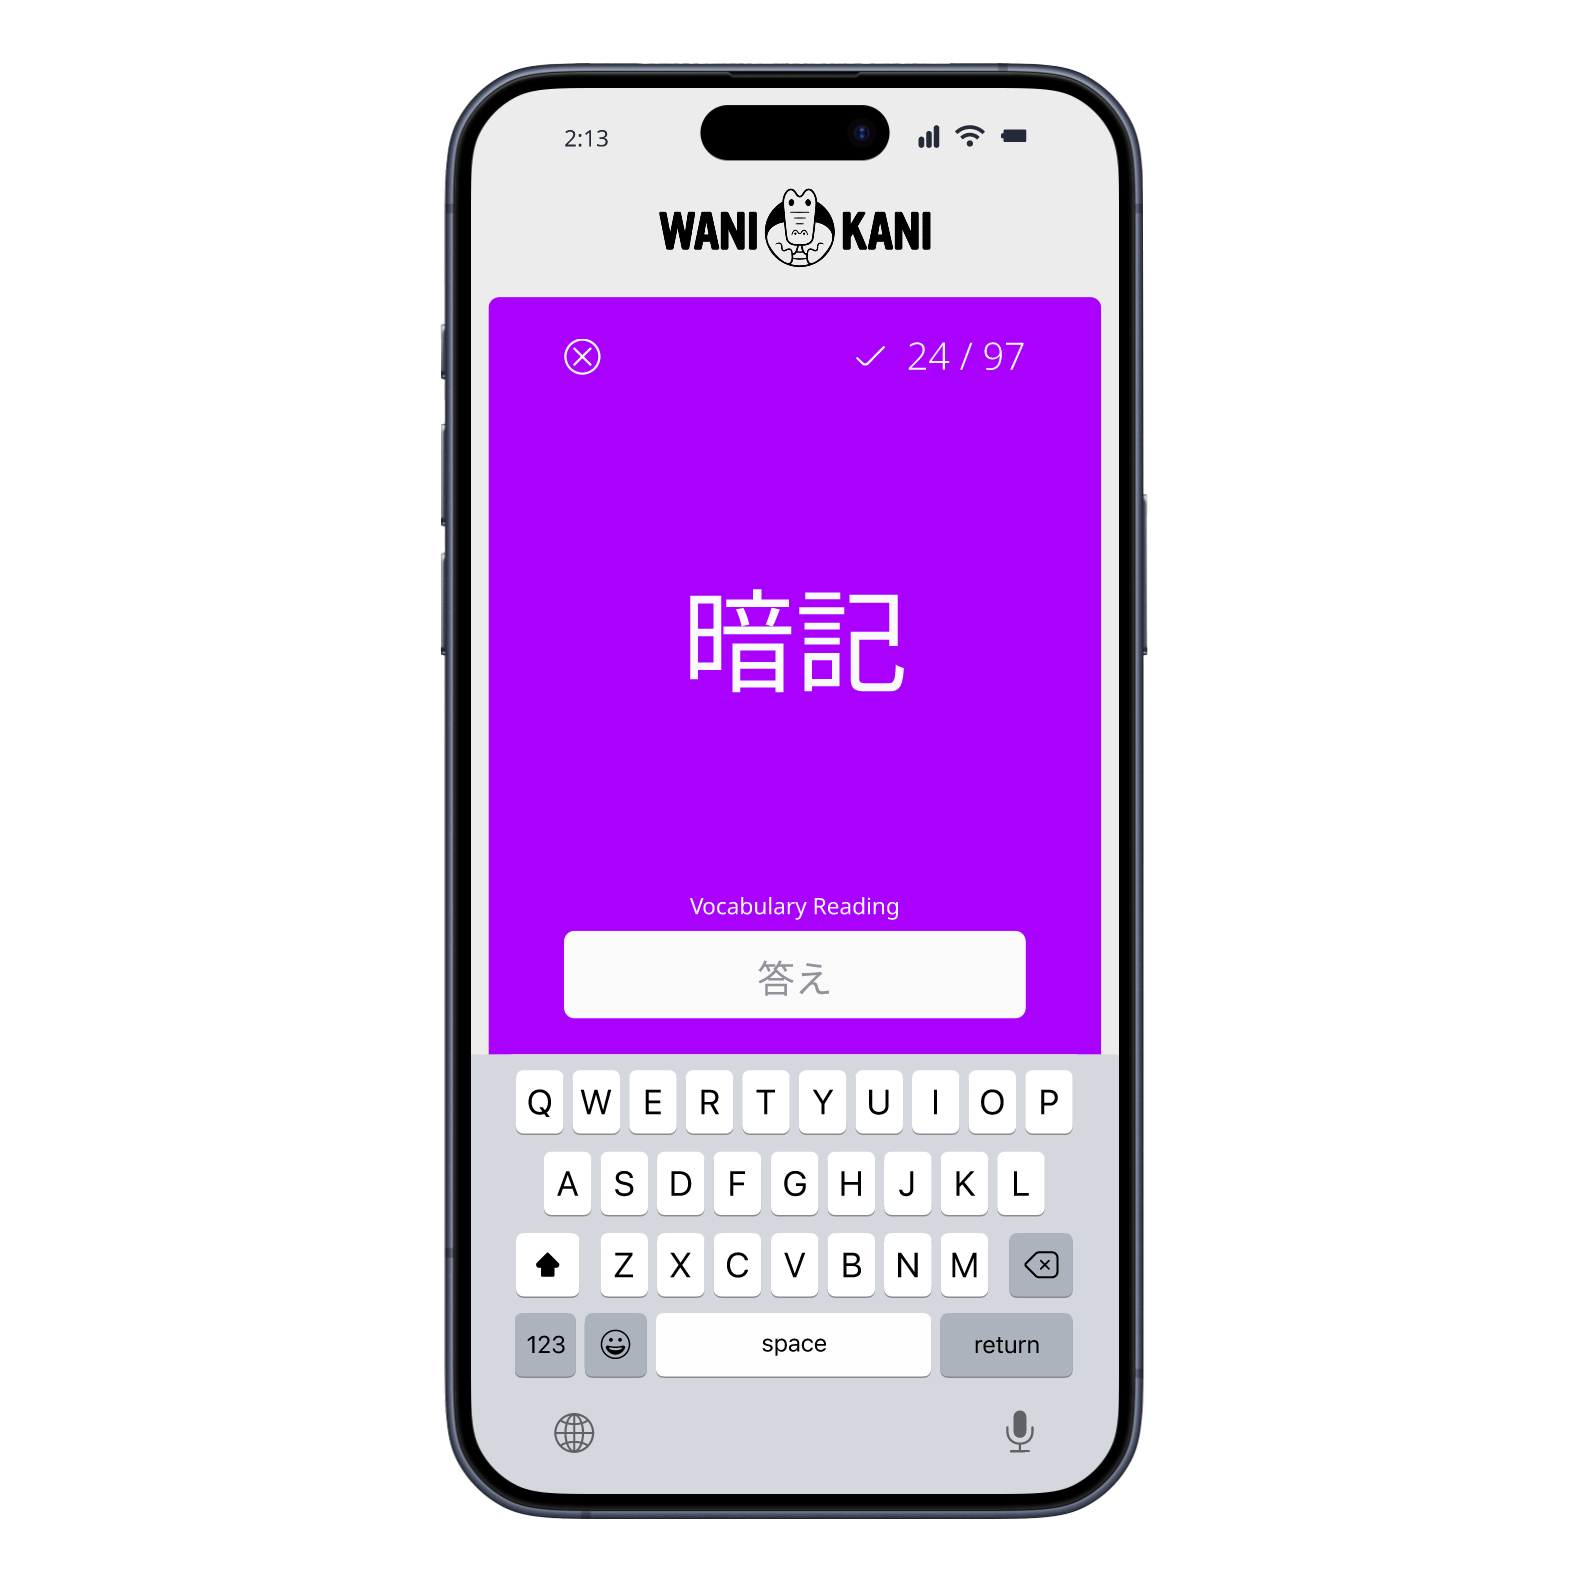 2:13
WANI KANI
24 / 97
暗記
Vocabulary Reading
答え
Q W E R T Y U I O P
A S D F G H J K L
Z X C V B N M
123 space return